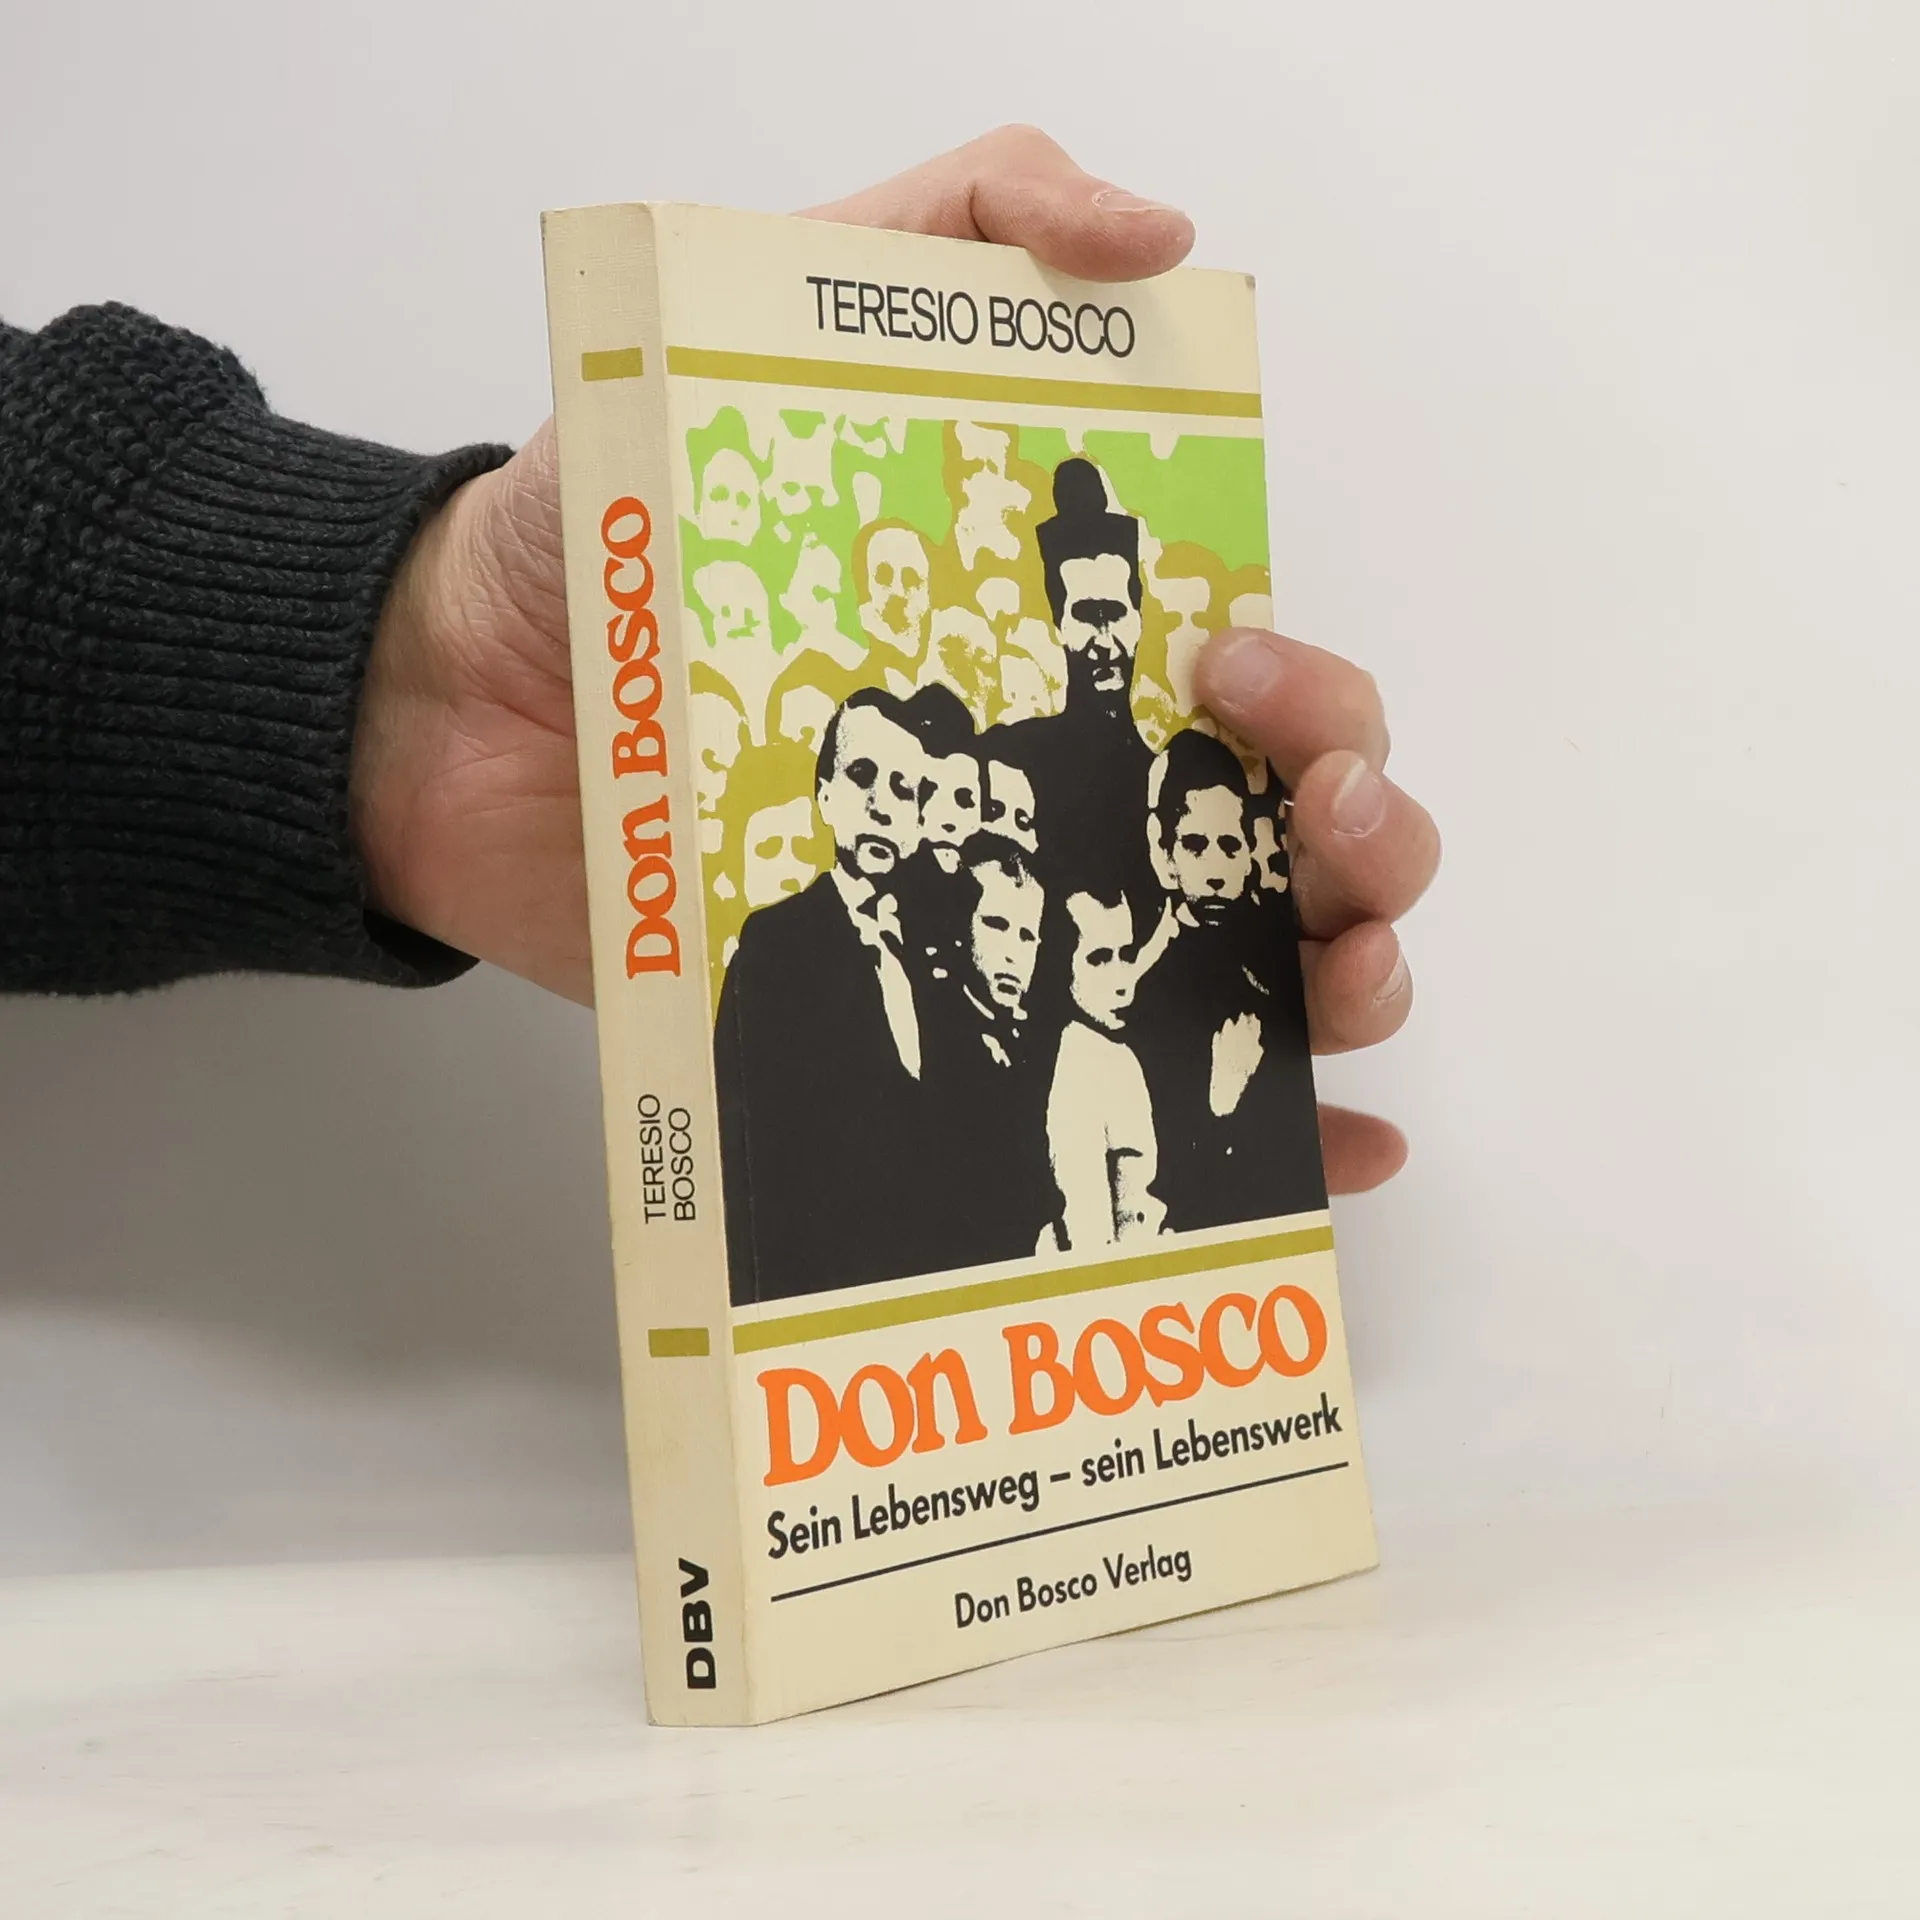 TERESIO BOSCO
DON BOSCO
Sein Lebensweg – sein Lebenswerk
Don Bosco Verlag
DON BOSCO
TERESIO
BOSCO
DBV